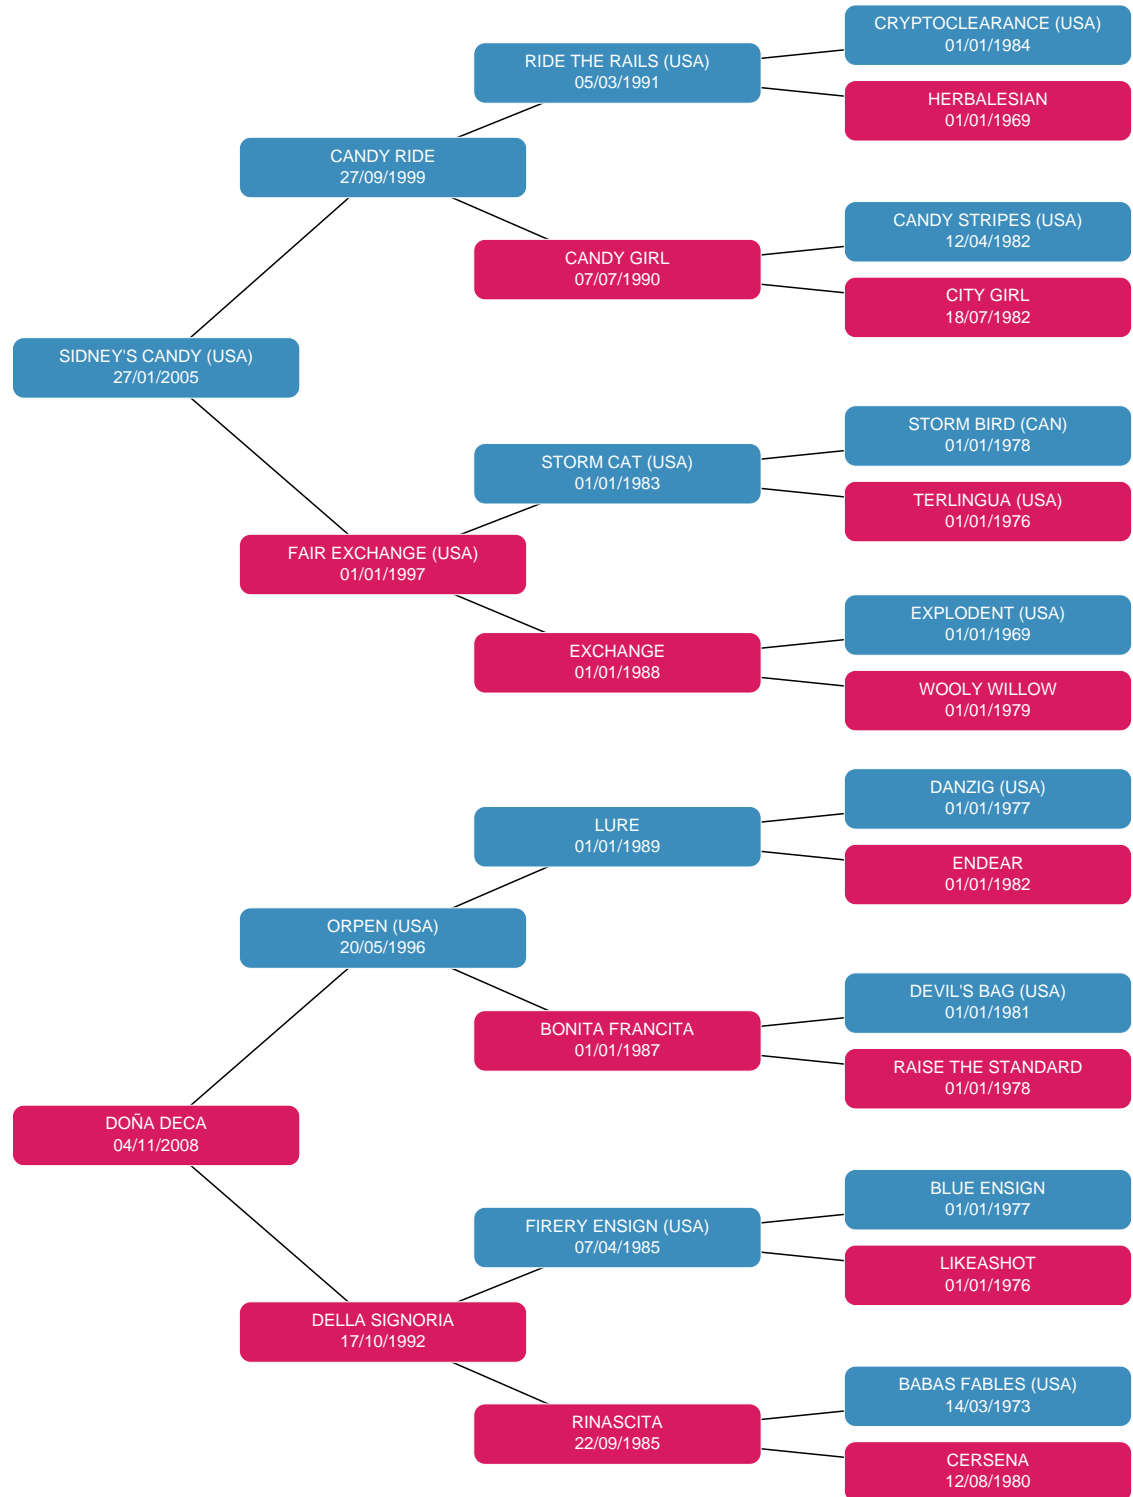 CRYPTOCLEARANCE (USA)
01/01/1984
RIDE THE RAILS (USA)
05/03/1991
HERBALESIAN
01/01/1969
CANDY RIDE
27/09/1999
CANDY STRIPES (USA)
12/04/1982
CANDY GIRL
07/07/1990
CITY GIRL
18/07/1982
SIDNEY'S CANDY (USA)
27/01/2005
STORM BIRD (CAN)
01/01/1978
STORM CAT (USA)
01/01/1983
TERLINGUA (USA)
01/01/1976
FAIR EXCHANGE (USA)
01/01/1997
EXPLODENT (USA)
01/01/1969
EXCHANGE
01/01/1988
WOOLY WILLOW
01/01/1979
DANZIG (USA)
01/01/1977
LURE
01/01/1989
ENDEAR
01/01/1982
ORPEN (USA)
20/05/1996
DEVIL'S BAG (USA)
01/01/1981
BONITA FRANCITA
01/01/1987
RAISE THE STANDARD
01/01/1978
DOÑA DECA
04/11/2008
BLUE ENSIGN
01/01/1977
FIRERY ENSIGN (USA)
07/04/1985
LIKEASHOT
01/01/1976
DELLA SIGNORIA
17/10/1992
BABAS FABLES (USA)
14/03/1973
RINASCITA
22/09/1985
CERSENA
12/08/1980